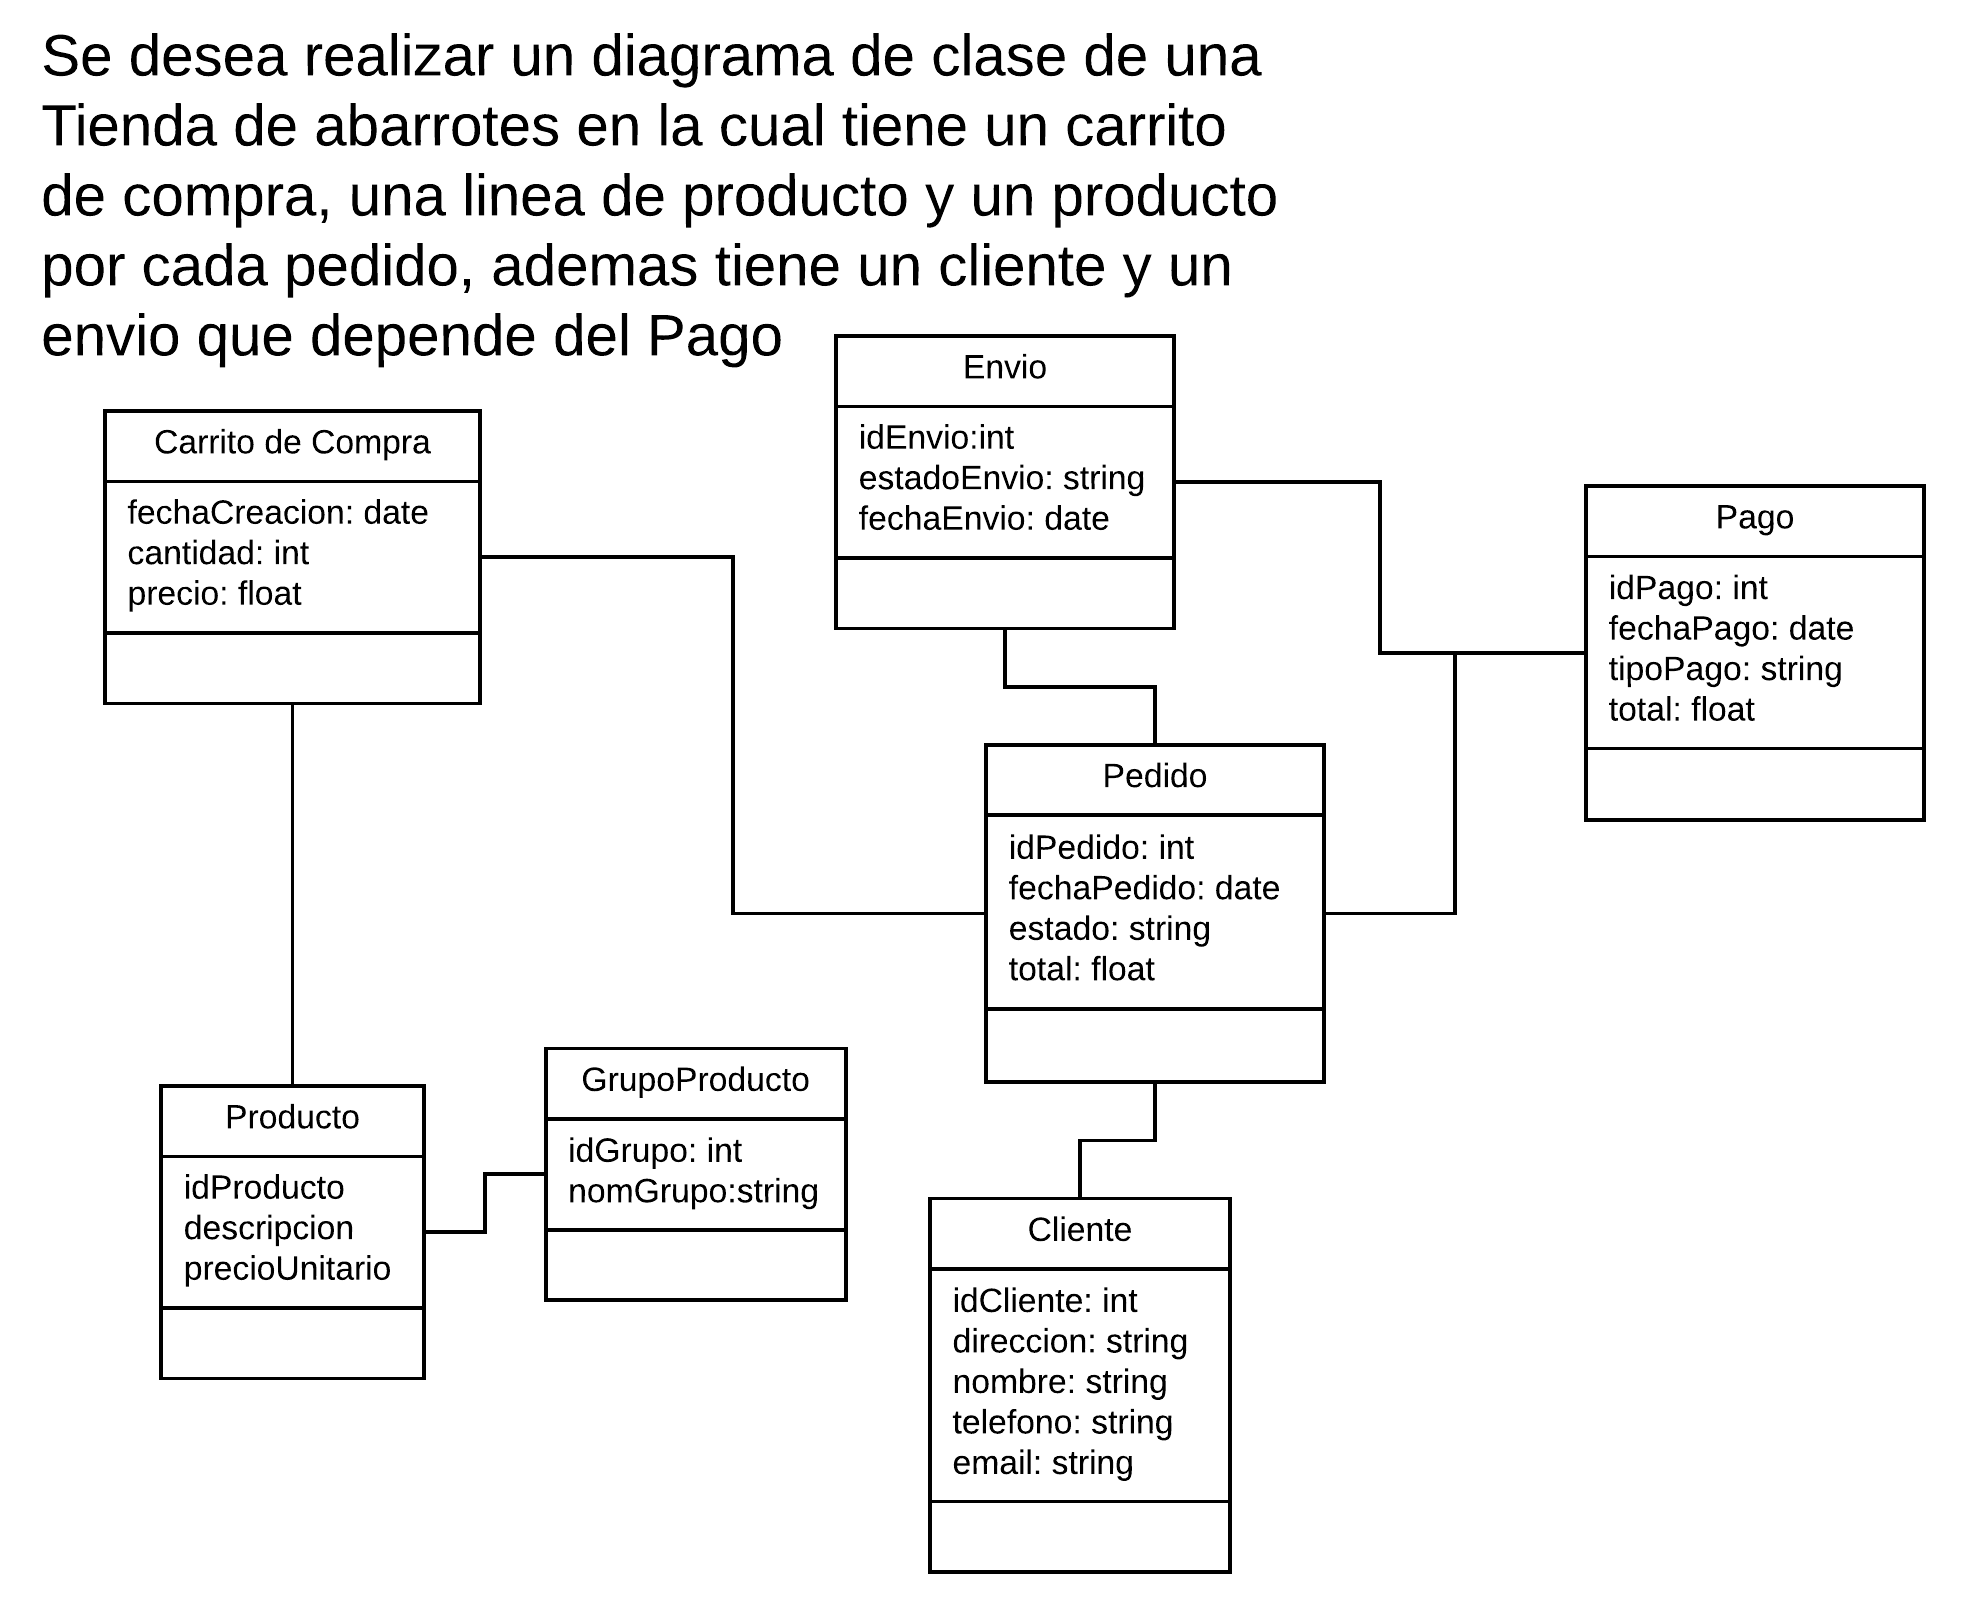 Se desea realizar un diagrama de clase de una
Tienda de abarrotes en la cual tiene un carrito
de compra, una linea de producto y un producto
por cada pedido, ademas tiene un cliente y un
envio que depende del Pago
Envio
idEnvio:int
estadoEnvio: string
fechaEnvio: date
Carrito de Compra
fechaCreacion: date
cantidad: int
precio: float
Pago
idPago: int
fechaPago: date
tipoPago: string
total: float
Pedido
idPedido: int
fechaPedido: date
estado: string
total: float
GrupoProducto
idGrupo: int
nomGrupo:string
Producto
idProducto
descripcion
precioUnitario
Cliente
idCliente: int
direccion: string
nombre: string
telefono: string
email: string